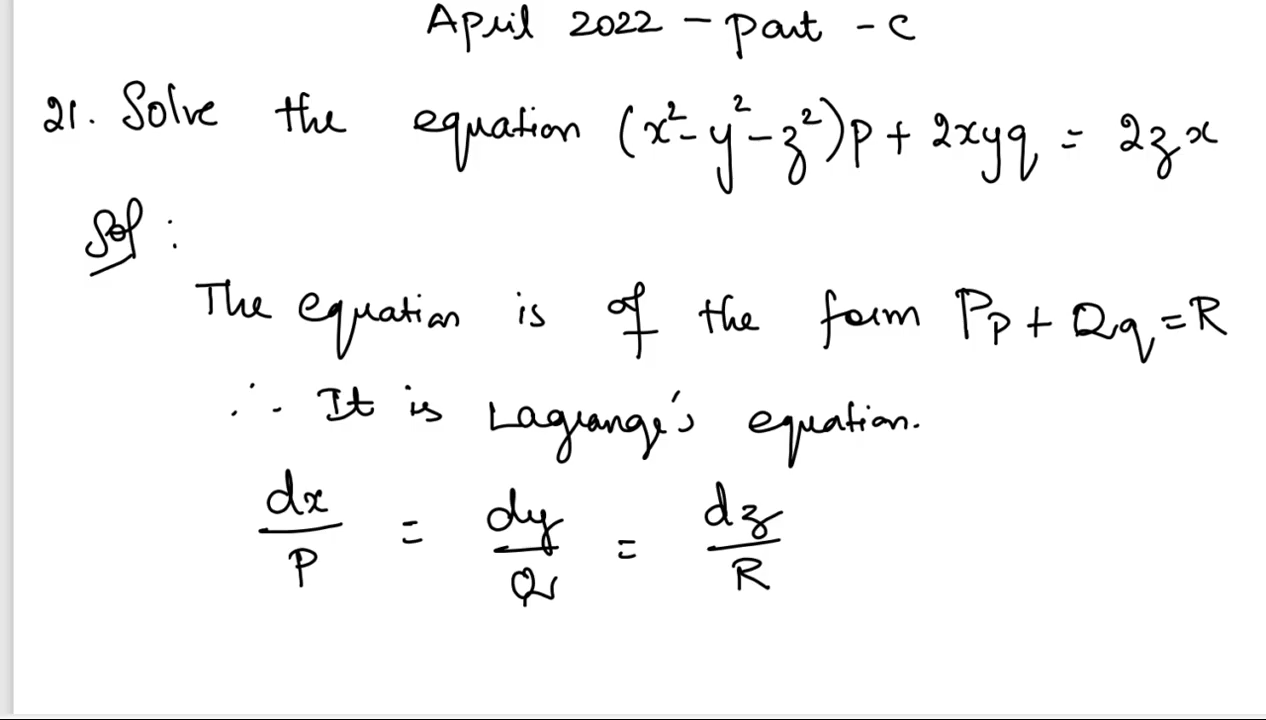 April 2022 - Part - C
21. Solve the equation (x² - y² - z²)p + 2xyq = 2zx
Sol :
The equation is of the form Pp + Qq = R
∴ It is Lagrange's equation.
dx/P = dy/Q = dz/R